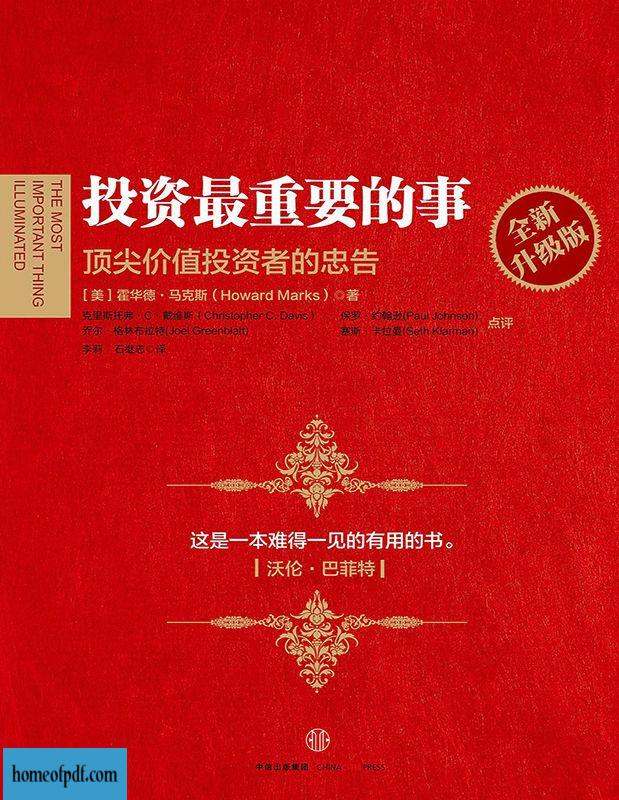 THE MOST
IMPORTANT THING
ILLUMINATED
投资最重要的事
全新
升级版
顶尖价值投资者的忠告
[美]霍华德·马克斯(Howard Marks)◎著
克里斯托弗·C·戴维斯(Christopher C. Davis) 保罗·约翰逊(Paul Johnson)
乔尔·格林布拉特(Joel Greenblatt) 塞斯·卡拉曼(Seth Klarman) 点评
李莉 石继志◎译
这是一本难得一见的有用的书。
沃伦·巴菲特
中信出版集团 CHINA PRESS
homeofpdf.com